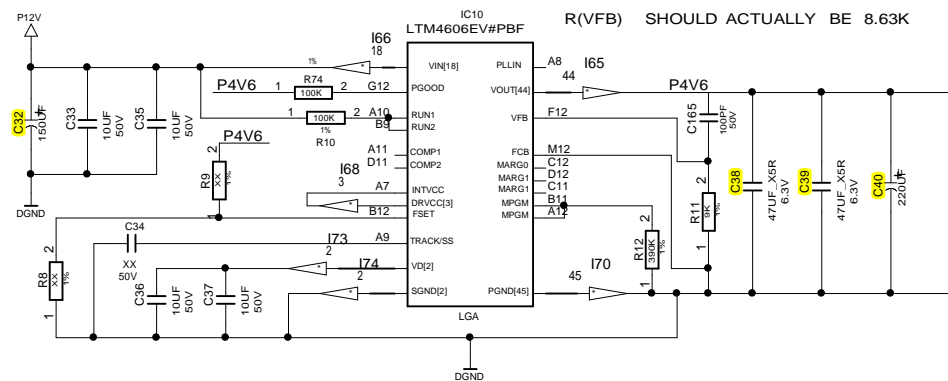 P12V
IC10
LTM4606EV#PBF
R(VFB) SHOULD ACTUALLY BE 8.63K
I66
18
1%
VIN[18]
PLLIN
A8
I65
44
P4V6
R74
1 100K 2
G12
PGOOD
VOUT[44]
P4V6
C32
150UF
C33
10UF
50V
C35
10UF
50V
1 100K 2
1%
R10
A10
B9
RUN1
RUN2
VFB
F12
C165
100PF
50V
P4V6
A11
D11
COMP1
COMP2
FCB
M12
MARG0
C12
MARG1
D12
MARG1
C11
2
R9
XX
1%
1
I68
3
A7
B12
INTVCC
DRVCC[3]
FSET
MPGM
B11
MPGM
A12
2
R11
9K
1%
1
C38
47UF_X5R
6.3V
C39
47UF_X5R
6.3V
C40
220UF
DGND
C34
XX
50V
A9
TRACK/SS
2
R12
390K
1%
1
2
R8
XX
1%
1
I73
2
VD[2]
I74
2
SGND[2]
PGND[45]
45
I70
C36
10UF
50V
C37
10UF
50V
LGA
DGND